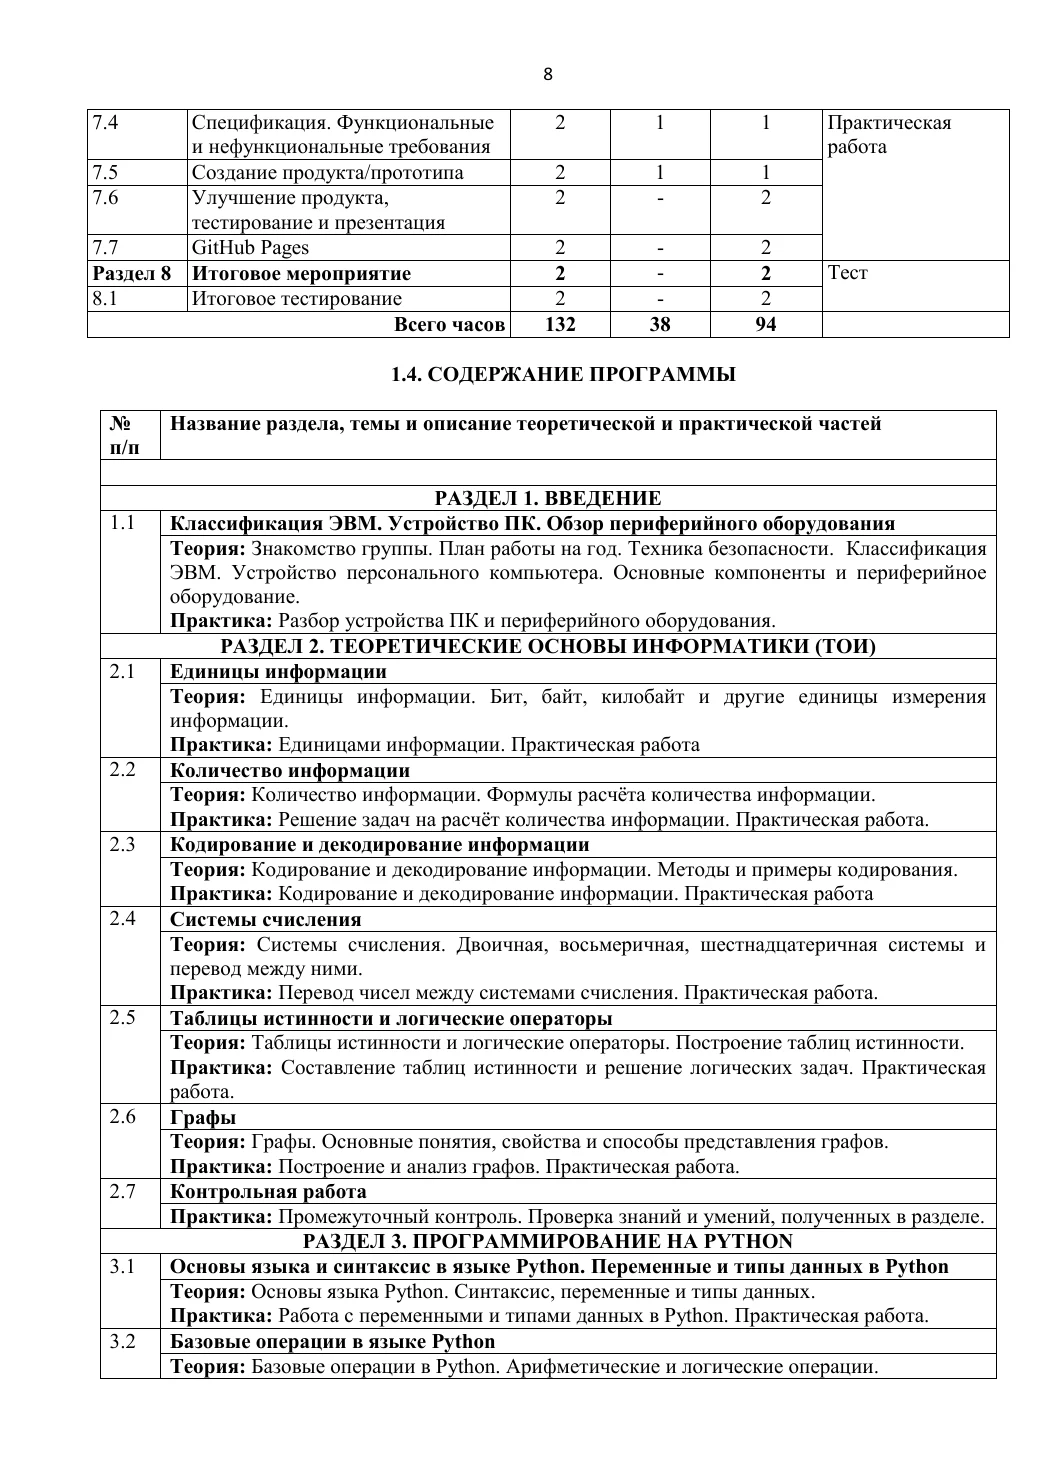 8
7.4 Спецификация. Функциональные 2 1 1 Практическая
и нефункциональные требования работа
7.5 Создание продукта/прототипа 2 1 1
7.6 Улучшение продукта, 2 - 2
тестирование и презентация
7.7 GitHub Pages 2 - 2
Раздел 8 Итоговое мероприятие 2 - 2 Тест
8.1 Итоговое тестирование 2 - 2
Всего часов 132 38 94
1.4. СОДЕРЖАНИЕ ПРОГРАММЫ
№ Название раздела, темы и описание теоретической и практической частей
п/п
РАЗДЕЛ 1. ВВЕДЕНИЕ
1.1 Классификация ЭВМ. Устройство ПК. Обзор периферийного оборудования
Теория: Знакомство группы. План работы на год. Техника безопасности. Классификация
ЭВМ. Устройство персонального компьютера. Основные компоненты и периферийное
оборудование.
Практика: Разбор устройства ПК и периферийного оборудования.
РАЗДЕЛ 2. ТЕОРЕТИЧЕСКИЕ ОСНОВЫ ИНФОРМАТИКИ (ТОИ)
2.1 Единицы информации
Теория: Единицы информации. Бит, байт, килобайт и другие единицы измерения
информации.
Практика: Единицами информации. Практическая работа
2.2 Количество информации
Теория: Количество информации. Формулы расчёта количества информации.
Практика: Решение задач на расчёт количества информации. Практическая работа.
2.3 Кодирование и декодирование информации
Теория: Кодирование и декодирование информации. Методы и примеры кодирования.
Практика: Кодирование и декодирование информации. Практическая работа
2.4 Системы счисления
Теория: Системы счисления. Двоичная, восьмеричная, шестнадцатеричная системы и
перевод между ними.
Практика: Перевод чисел между системами счисления. Практическая работа.
2.5 Таблицы истинности и логические операторы
Теория: Таблицы истинности и логические операторы. Построение таблиц истинности.
Практика: Составление таблиц истинности и решение логических задач. Практическая
работа.
2.6 Графы
Теория: Графы. Основные понятия, свойства и способы представления графов.
Практика: Построение и анализ графов. Практическая работа.
2.7 Контрольная работа
Практика: Промежуточный контроль. Проверка знаний и умений, полученных в разделе.
РАЗДЕЛ 3. ПРОГРАММИРОВАНИЕ НА PYTHON
3.1 Основы языка и синтаксис в языке Python. Переменные и типы данных в Python
Теория: Основы языка Python. Синтаксис, переменные и типы данных.
Практика: Работа с переменными и типами данных в Python. Практическая работа.
3.2 Базовые операции в языке Python
Теория: Базовые операции в Python. Арифметические и логические операции.